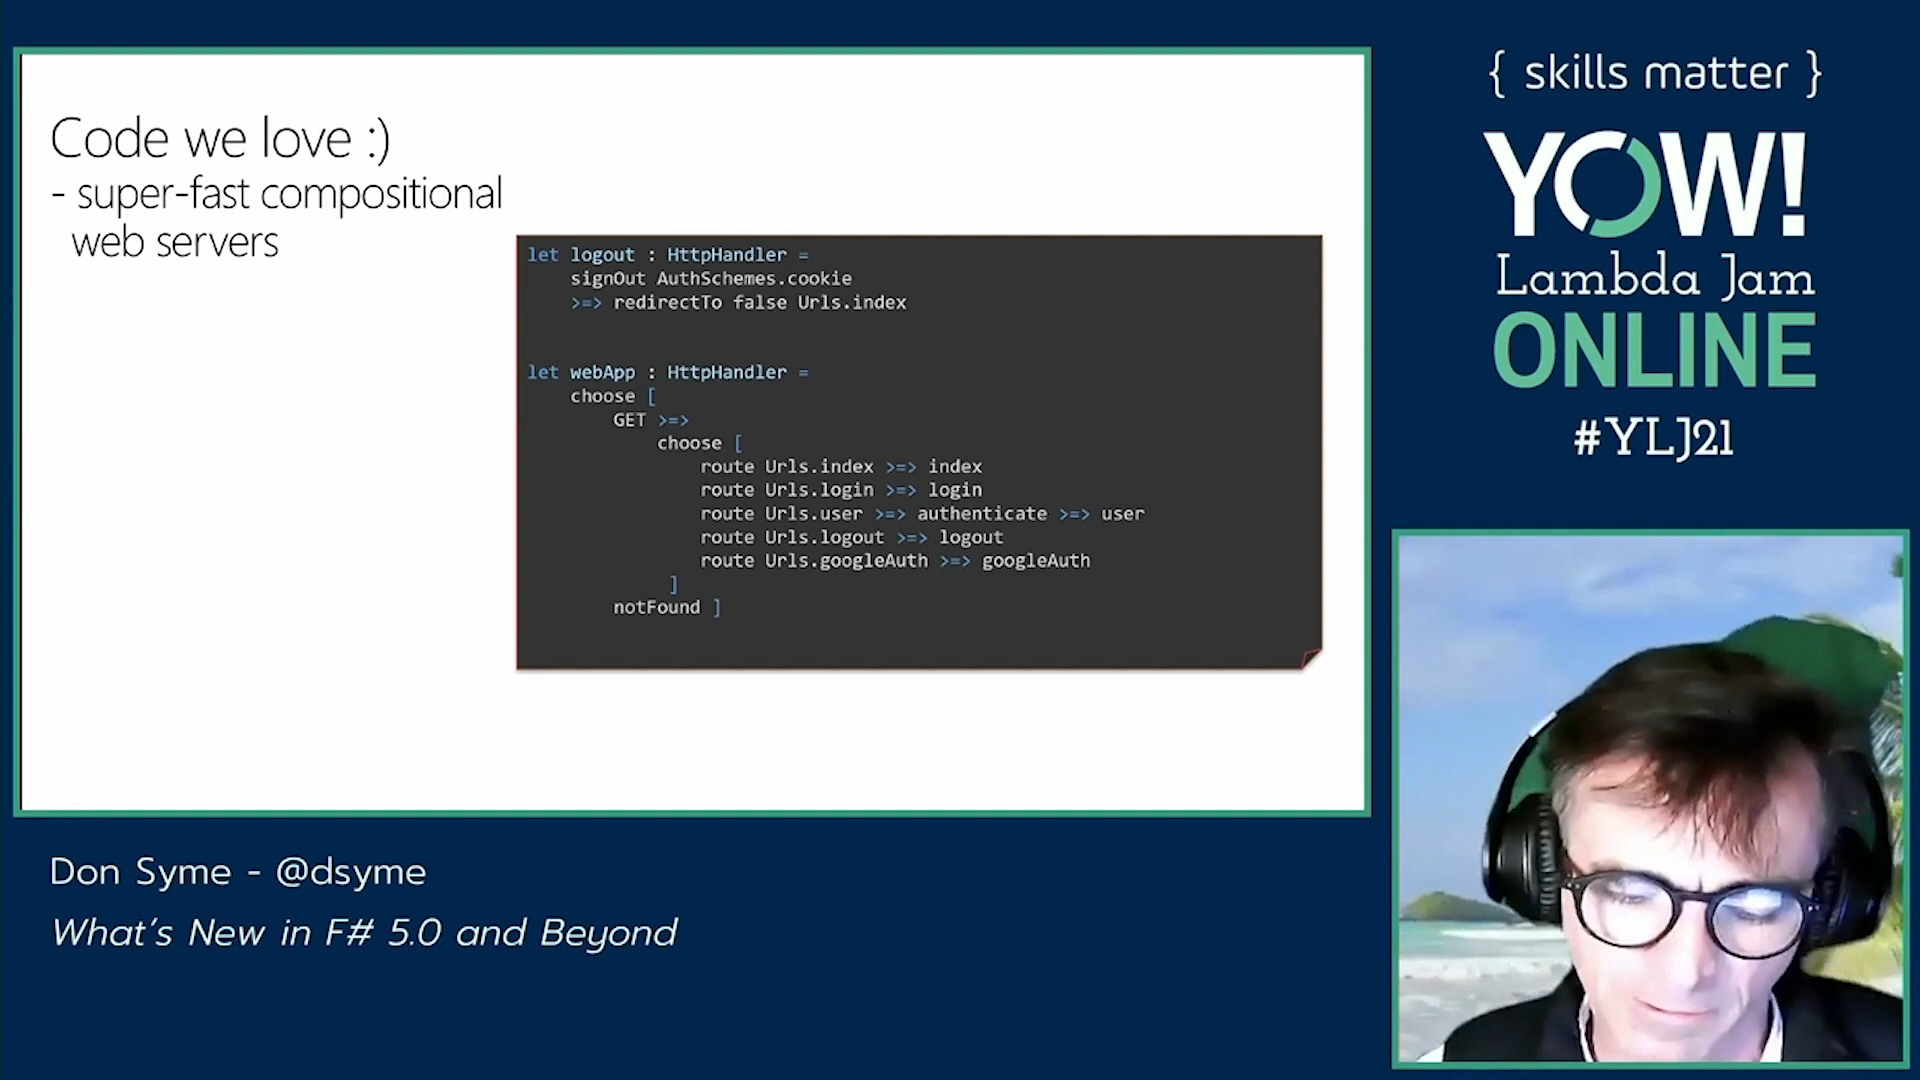 Code we love :)
- super-fast compositional
web servers
let logout : HttpHandler =
    signOut AuthSchemes.cookie
    >=> redirectTo false Urls.index
let webApp : HttpHandler =
    choose [
        GET >=>
            choose [
                route Urls.index >=> index
                route Urls.login >=> login
                route Urls.user >=> authenticate >=> user
                route Urls.logout >=> logout
                route Urls.googleAuth >=> googleAuth
             ]
        notFound ]
{ skills matter }
YOW!
Lambda Jam
ONLINE
#YLJ21
Don Syme - @dsyme
What's New in F# 5.0 and Beyond